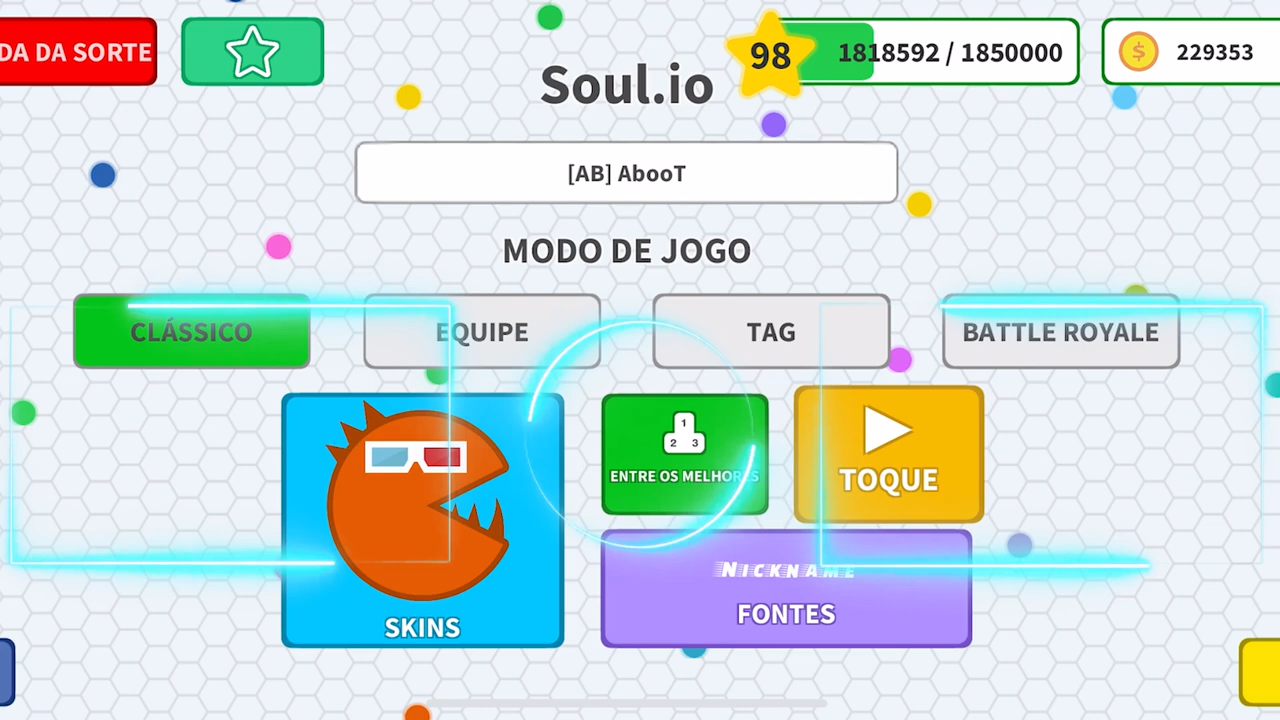 DA DA SORTE
98
1818592 / 1850000
$
229353
Soul.io
[AB] AbooT
MODO DE JOGO
CLÁSSICO
EQUIPE
TAG
BATTLE ROYALE
1
2 3
ENTRE OS MELHORES
TOQUE
NICKNAME
FONTES
SKINS